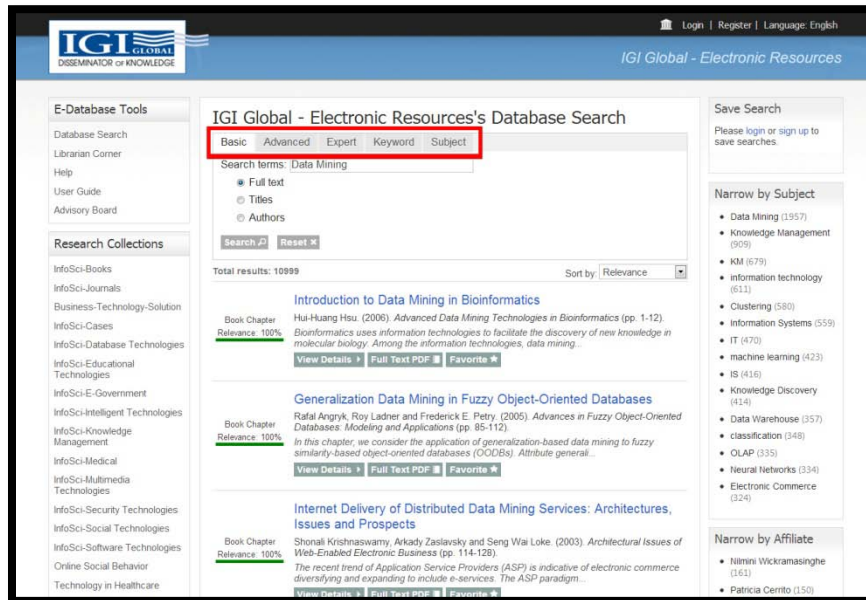 Login | Register | Language: English
IGI GLOBAL
DISSEMINATOR OF KNOWLEDGE
IGI Global - Electronic Resources
E-Database Tools
Database Search
Librarian Corner
Help
User Guide
Advisory Board
Research Collections
InfoSci-Books
InfoSci-Journals
Business-Technology-Solution
InfoSci-Cases
InfoSci-Database Technologies
InfoSci-Educational
Technologies
InfoSci-E-Government
InfoSci-Intelligent Technologies
InfoSci-Knowledge
Management
InfoSci-Medical
InfoSci-Multimedia
Technologies
InfoSci-Security Technologies
InfoSci-Social Technologies
InfoSci-Software Technologies
Online Social Behavior
Technology in Healthcare
IGI Global - Electronic Resources's Database Search
Basic Advanced Expert Keyword Subject
Search terms: Data Mining
Full text
Titles
Authors
Search Reset
Total results: 10999 Sort by: Relevance
Introduction to Data Mining in Bioinformatics
Book Chapter
Relevance: 100%
Hui-Huang Hsu. (2006). Advanced Data Mining Technologies in Bioinformatics (pp. 1-12).
Bioinformatics uses information technologies to facilitate the discovery of new knowledge in
molecular biology. Among the information technologies, data mining...
View Details Full Text PDF Favorite
Generalization Data Mining in Fuzzy Object-Oriented Databases
Book Chapter
Relevance: 100%
Rafal Angryk, Roy Ladner and Frederick E. Petry. (2005). Advances in Fuzzy Object-Oriented
Databases: Modeling and Applications (pp. 85-112).
In this chapter, we consider the application of generalization-based data mining to fuzzy
similarity-based object-oriented databases (OODBs). Attribute generali...
View Details Full Text PDF Favorite
Internet Delivery of Distributed Data Mining Services: Architectures,
Issues and Prospects
Book Chapter
Relevance: 100%
Shonali Krishnaswamy, Arkady Zaslavsky and Seng Wai Loke. (2003). Architectural Issues of
Web-Enabled Electronic Business (pp. 114-128).
The recent trend of Application Service Providers (ASP) is indicative of electronic commerce
diversifying and expanding to include e-services. The ASP paradigm...
View Details Full Text PDF Favorite
Save Search
Please login or sign up to
save searches.
Narrow by Subject
Data Mining (1957)
Knowledge Management
(909)
KM (679)
information technology
(611)
Clustering (580)
Information Systems (559)
IT (470)
machine learning (423)
IS (416)
Knowledge Discovery
(414)
Data Warehouse (357)
classification (348)
OLAP (335)
Neural Networks (334)
Electronic Commerce
(324)
Narrow by Affiliate
Nilmini Wickramasinghe
(161)
Patricia Cerrito (150)